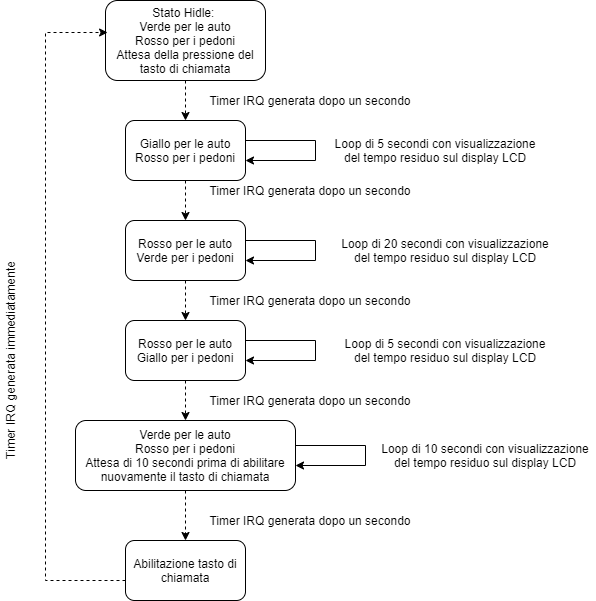 Stato Hidle:
Verde per le auto
Rosso per i pedoni
Attesa della pressione del
tasto di chiamata
Timer IRQ generata dopo un secondo
Giallo per le auto
Rosso per i pedoni
Loop di 5 secondi con visualizzazione
del tempo residuo sul display LCD
Timer IRQ generata dopo un secondo
Rosso per le auto
Verde per i pedoni
Loop di 20 secondi con visualizzazione
del tempo residuo sul display LCD
Timer IRQ generata dopo un secondo
Rosso per le auto
Giallo per i pedoni
Loop di 5 secondi con visualizzazione
del tempo residuo sul display LCD
Timer IRQ generata dopo un secondo
Verde per le auto
Rosso per i pedoni
Attesa di 10 secondi prima di abilitare
nuovamente il tasto di chiamata
Loop di 10 secondi con visualizzazione
del tempo residuo sul display LCD
Timer IRQ generata dopo un secondo
Abilitazione tasto di
chiamata
Timer IRQ generata immediatamente